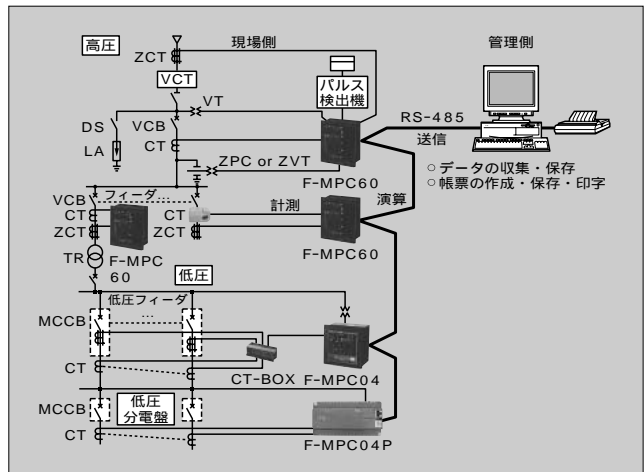 高圧
現場側
管理側
ZCT
VCT
パルス
検出機
VT
RS-485
送信
DS
VCB
CT
LA
ZPC or ZVT
F-MPC60
○データの収集・保存
○帳票の作成・保存・印字
フィーダ…
VCB
CT
CT
計測
演算
ZCT
ZCT
F-MPC60
TR
F-MPC
60
低圧
低圧フィーダ
…
MCCB
CT
CT-BOX
F-MPC04
MCCB
低圧
分電盤
CT
F-MPC04P